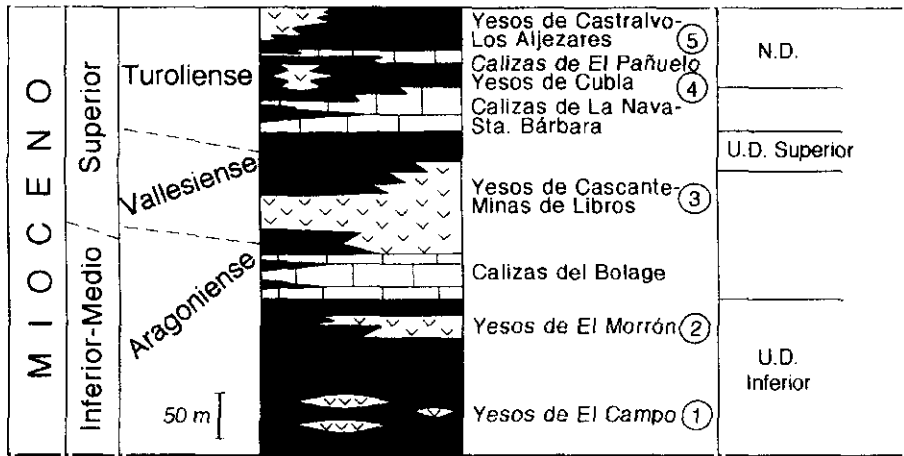 MIOCENO
Superior
Inferior-Medio
Turoliense
Vallesiense
Aragoniense
50 m
Yesos de Castralvo-
Los Aljezares 5
Calizas de El Pañuelo
Yesos de Cubla 4
Calizas de La Nava-
Sta. Bárbara
Yesos de Cascante-
Minas de Libros 3
Calizas del Bolage
Yesos de El Morrón 2
Yesos de El Campo 1
N.D.
U.D. Superior
U.D.
Inferior